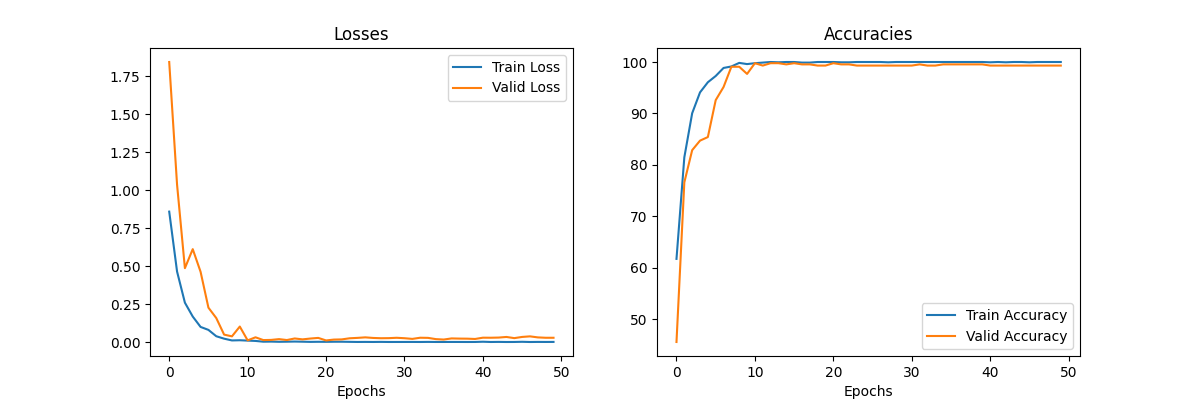 Losses
1.75
1.50
1.25
1.00
0.75
0.50
0.25
0.00
Train Loss
Valid Loss
0 10 20 30 40 50
Epochs
Accuracies
100
90
80
70
60
50
Train Accuracy
Valid Accuracy
0 10 20 30 40 50
Epochs